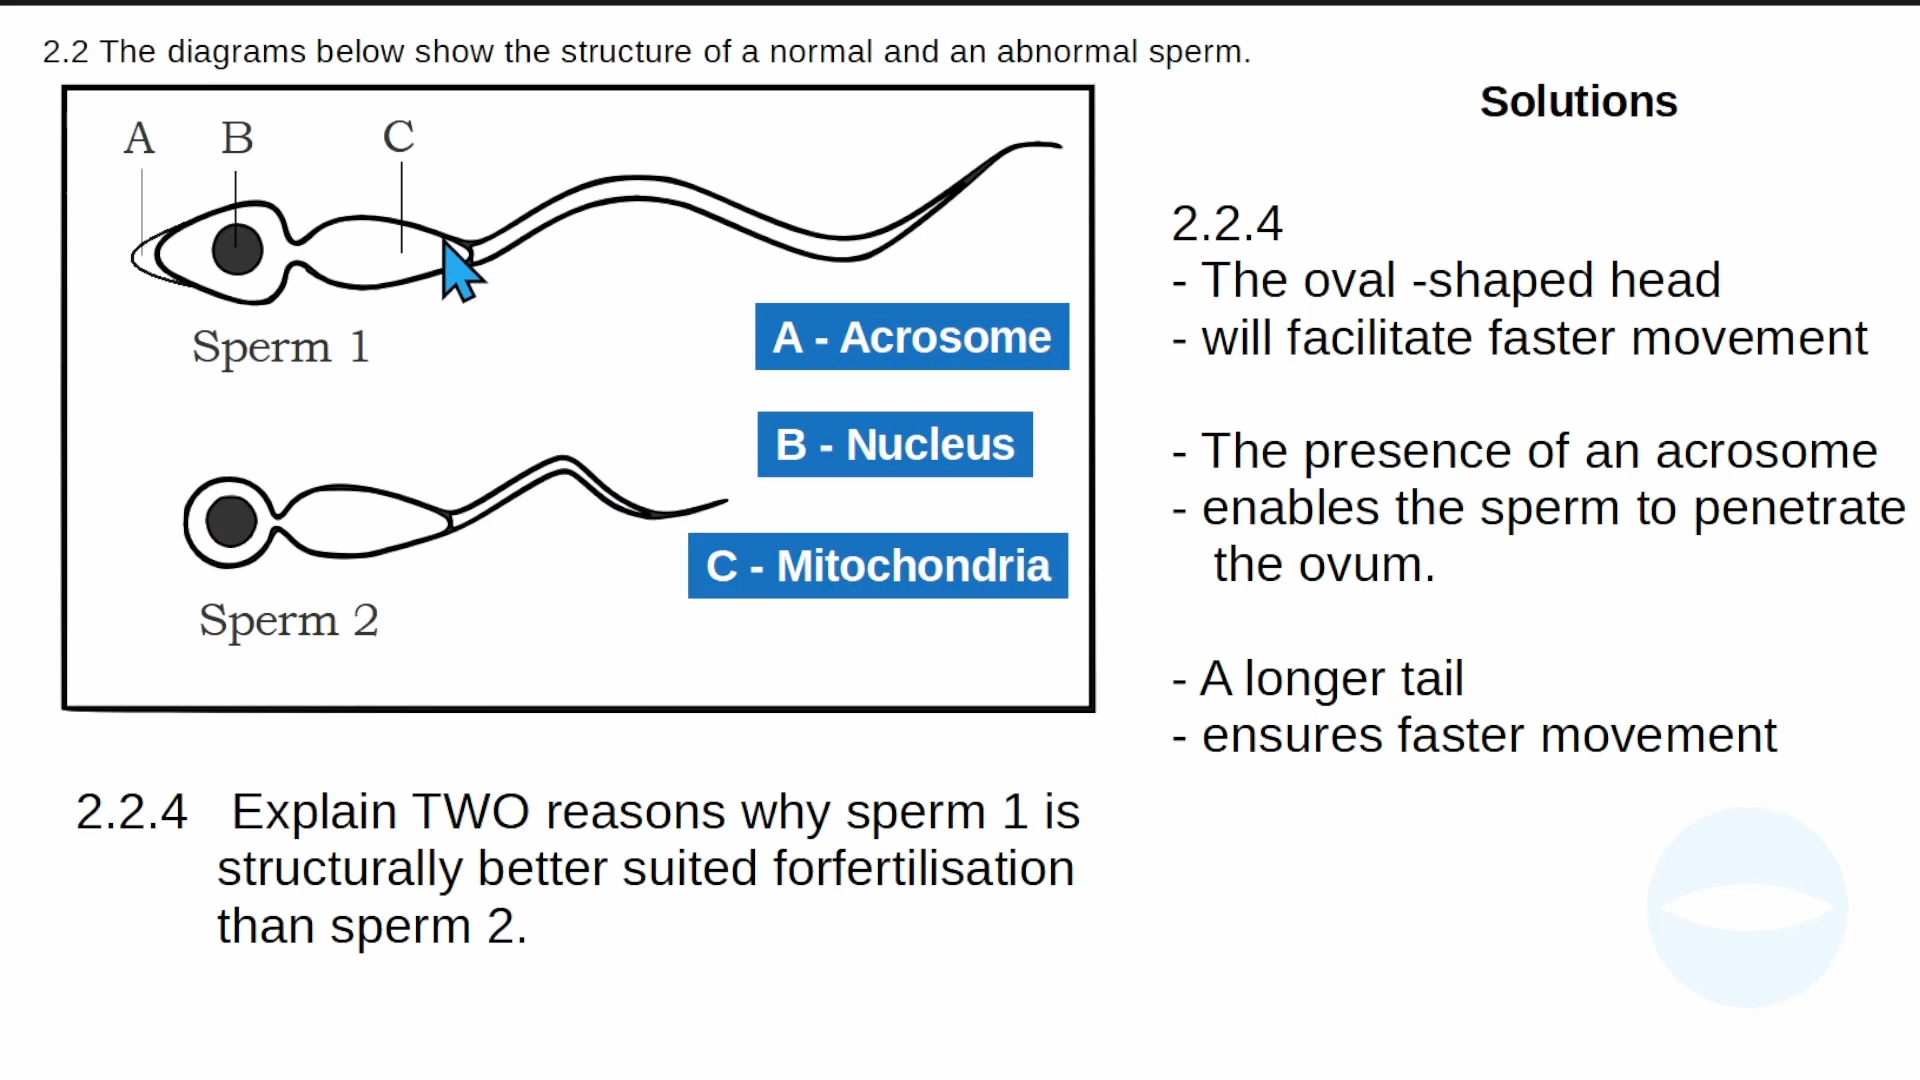 2.2 The diagrams below show the structure of a normal and an abnormal sperm.
A B C
Sperm 1
A - Acrosome
B - Nucleus
C - Mitochondria
Sperm 2
2.2.4 Explain TWO reasons why sperm 1 is
structurally better suited forfertilisation
than sperm 2.
Solutions
2.2.4
- The oval -shaped head
- will facilitate faster movement
- The presence of an acrosome
- enables the sperm to penetrate
the ovum.
- A longer tail
- ensures faster movement